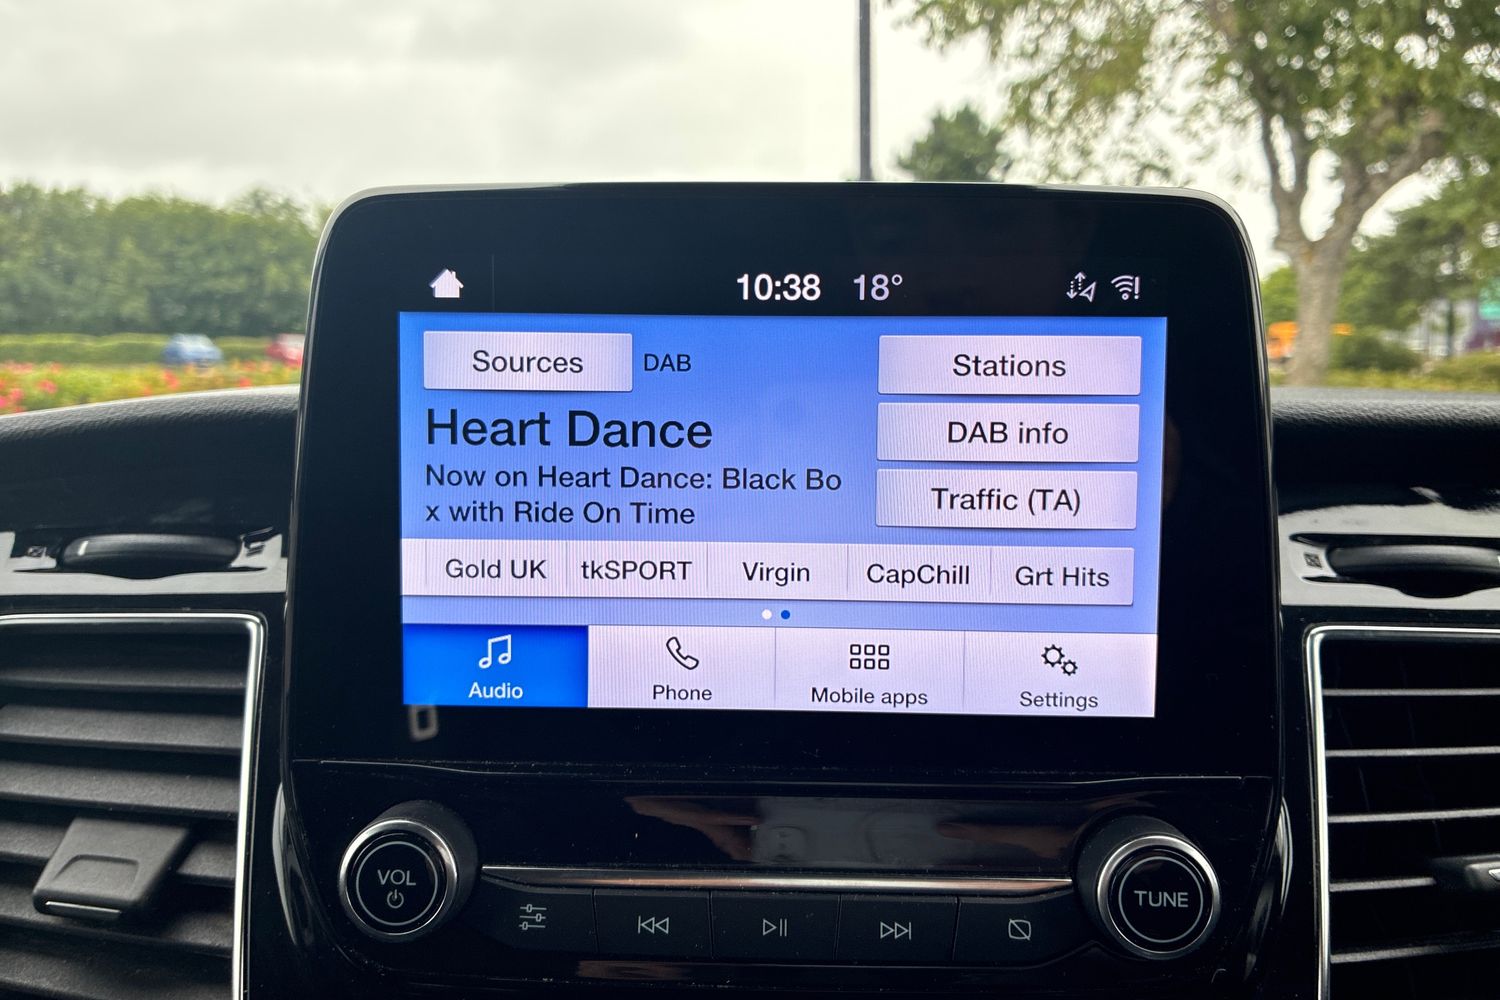 10:38 18°
Sources DAB Stations
Heart Dance
DAB info
Now on Heart Dance: Black Bo
x with Ride On Time
Traffic (TA)
Gold UK tkSPORT Virgin CapChill Grt Hits
Audio Phone Mobile apps Settings
VOL TUNE